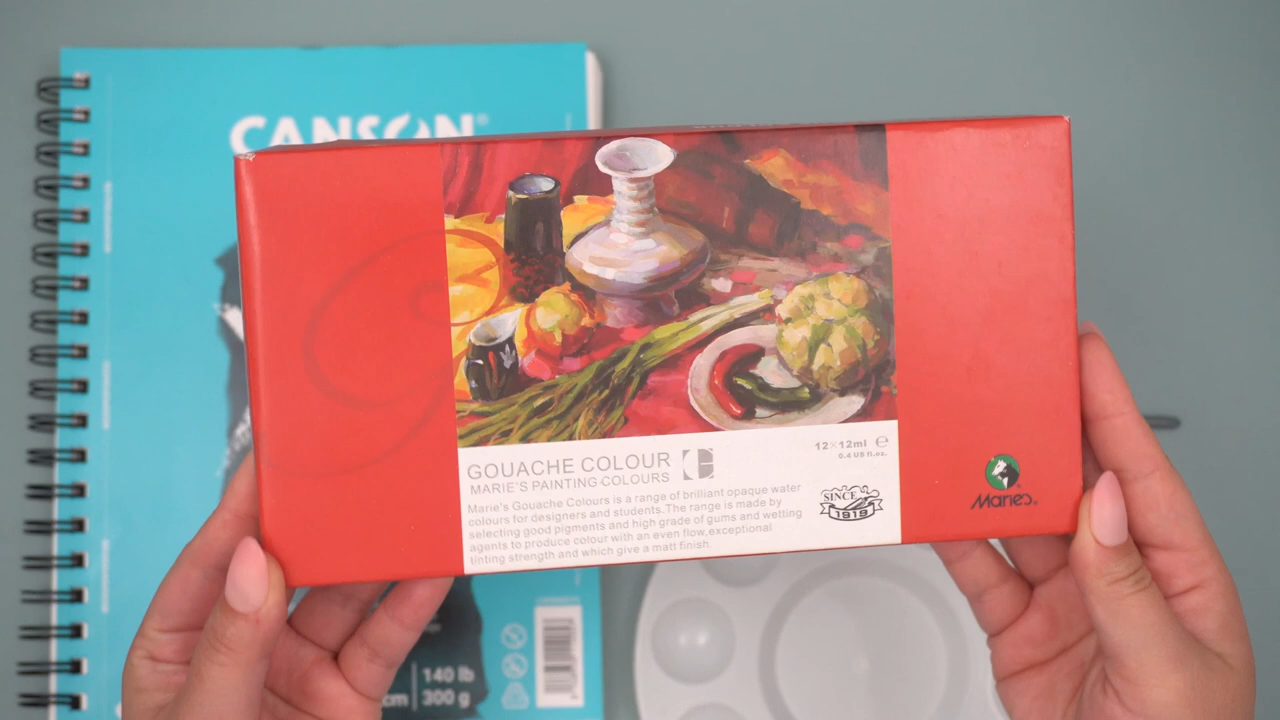 CANSON®
12×12ml ℮
0.4 US fl.oz.
GOUACHE COLOUR
MARIE'S PAINTING COLOURS
Marie's Gouache Colours is a range of brilliant opaque water
colours for designers and students.The range is made by
selecting good pigments and high grade of gums and wetting
agents to produce colour with an even flow,exceptional
tinting strength and which give a matt finish.
SINCE
1919
Maries®
140 lb
cm
300 g